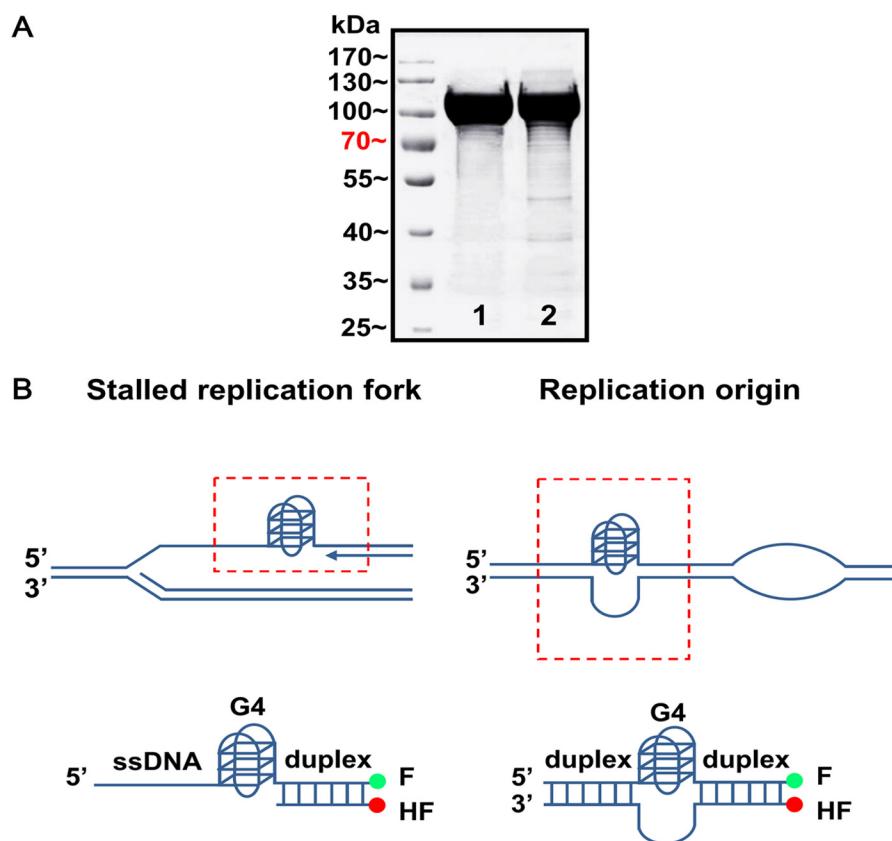 A
kDa
170~
130~
100~
70~
55~
40~
35~
25~
1 2
B
Stalled replication fork
Replication origin
5’
3’
5’
3’
G4
ssDNA
duplex
5’
F
HF
G4
duplex
duplex
5’
3’
F
HF